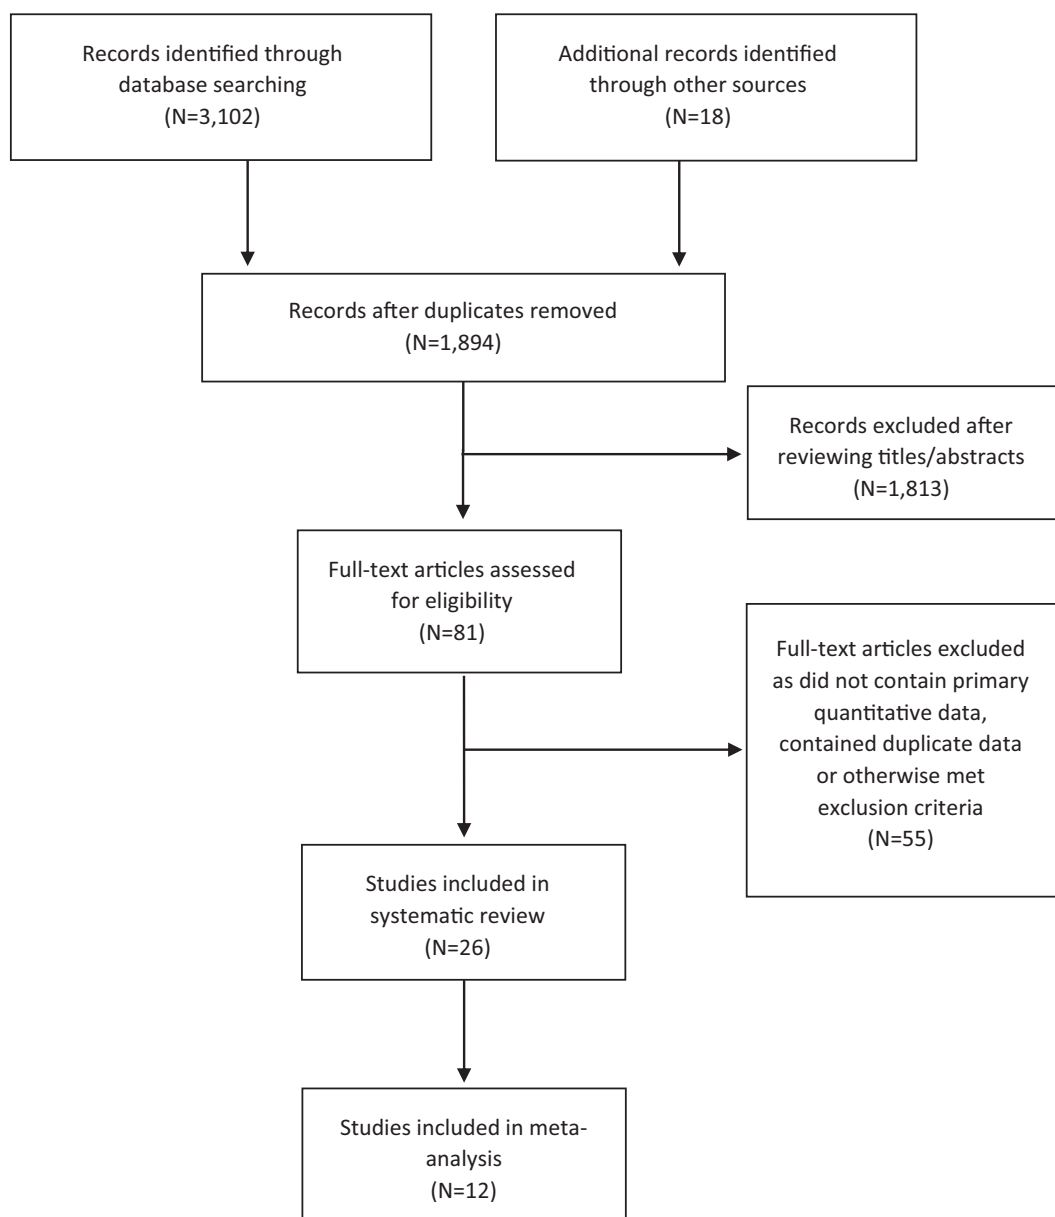 Records identified through
database searching
(N=3,102)
Additional records identified
through other sources
(N=18)
Records after duplicates removed
(N=1,894)
Records excluded after
reviewing titles/abstracts
(N=1,813)
Full-text articles assessed
for eligibility
(N=81)
Full-text articles excluded
as did not contain primary
quantitative data,
contained duplicate data
or otherwise met
exclusion criteria
(N=55)
Studies included in
systematic review
(N=26)
Studies included in meta-
analysis
(N=12)